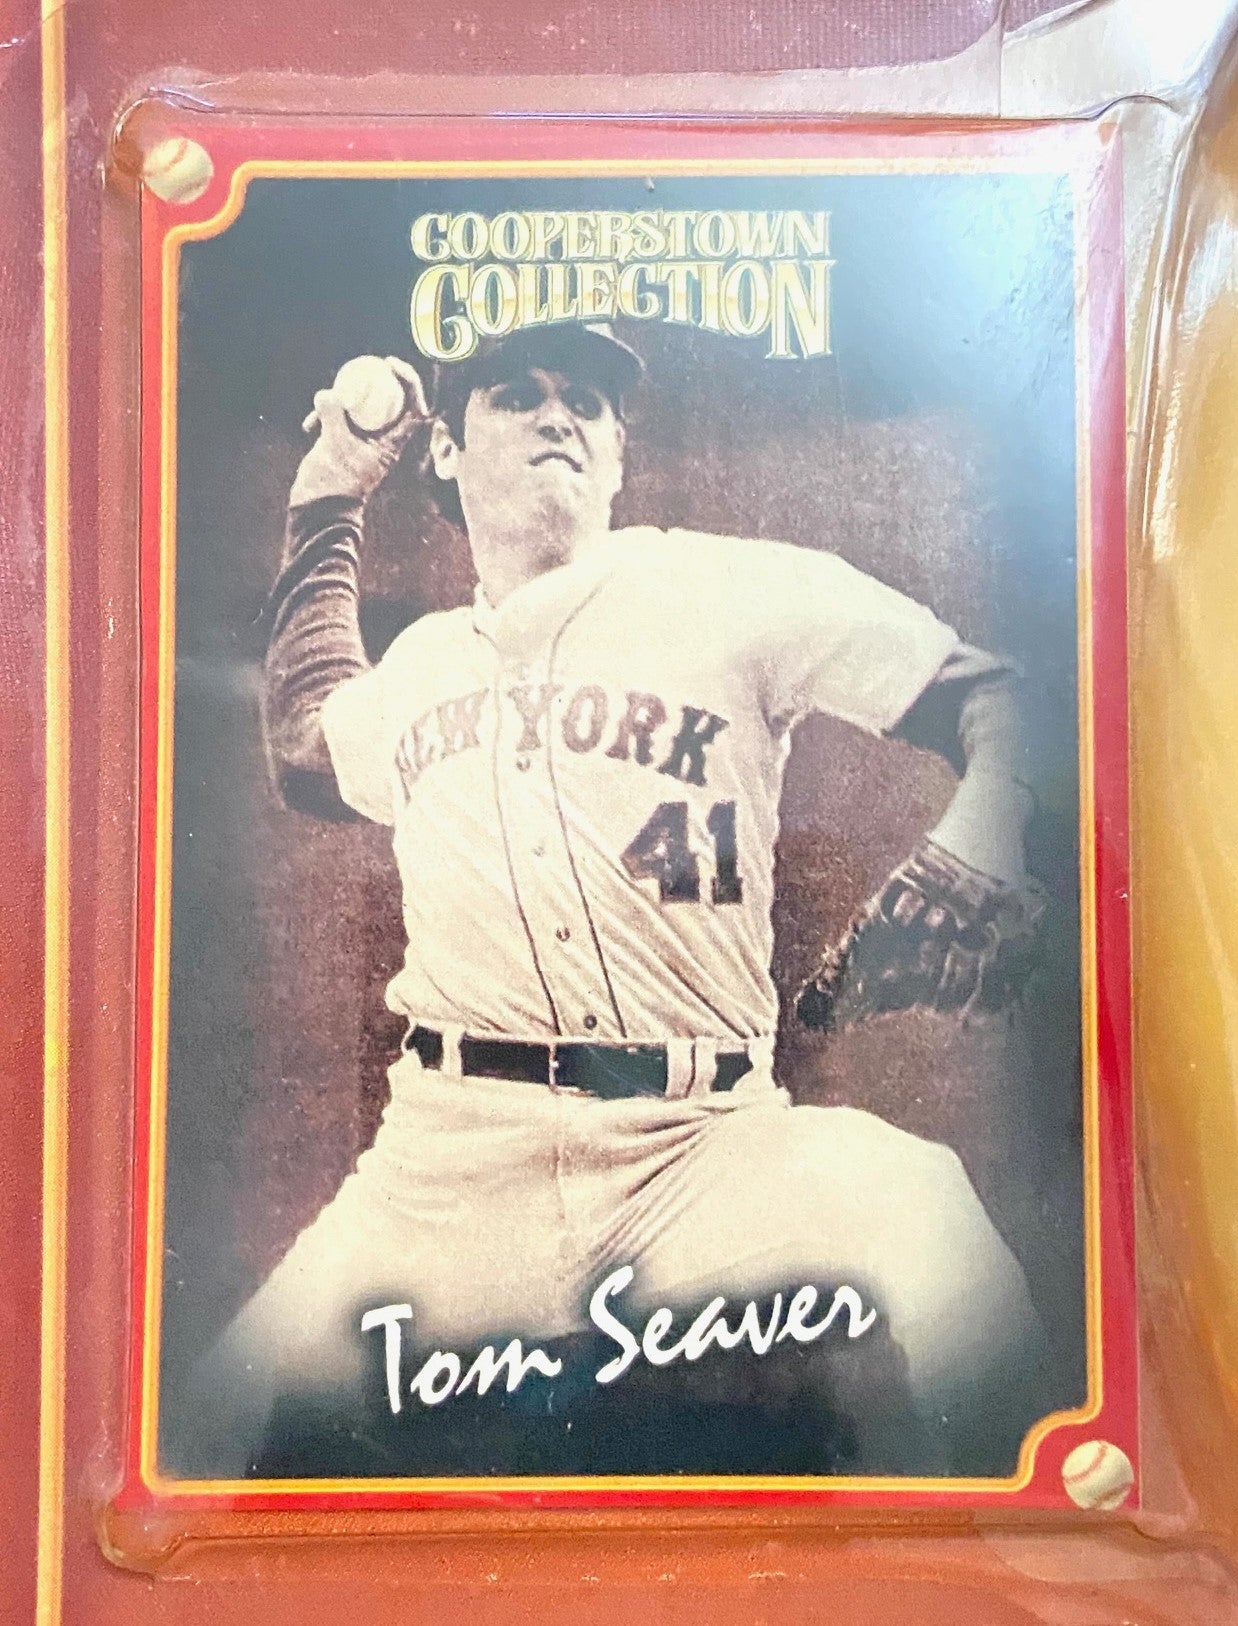 COOPERSTOWN
COLLECTION
NEW YORK
41
Tom Seaver